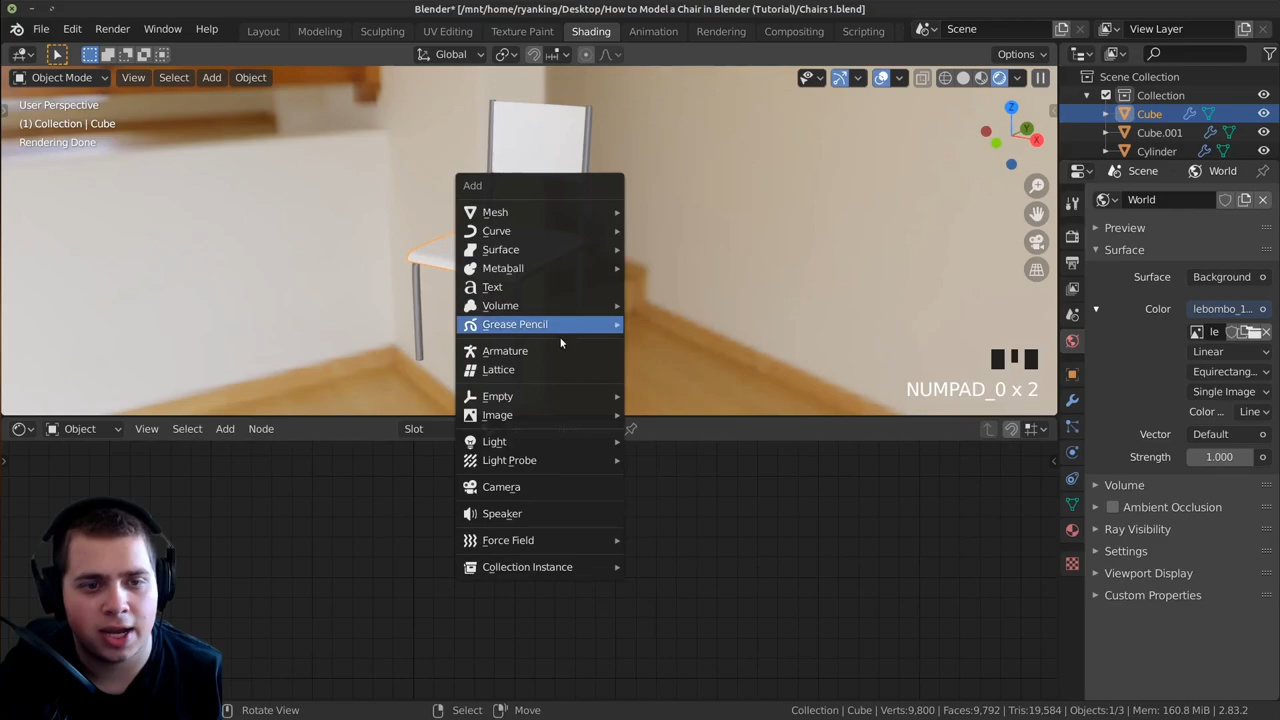 Blender* [/mnt/home/ryanking/Desktop/How to Model a Chair in Blender (Tutorial)/Chairs1.blend]
File Edit Render Window Help Layout Modeling Sculpting UV Editing Texture Paint Shading Animation Rendering Compositing Scripting Scene View Layer
Global Options
Object Mode View Select Add Object
Scene Collection
Collection
Cube
Cube.001
Cylinder
User Perspective
(1) Collection | Cube
Rendering Done
Z
Y
X
Add
Mesh
Curve
Surface
Metaball
Text
Volume
Grease Pencil
Armature
Lattice
Empty
Image
Light
Light Probe
Camera
Speaker
Force Field
Collection Instance
NUMPAD_0 x 2
Object View Select Add Node Slot
Scene World
World
Preview
Surface
Surface Background
Color lebombo_1...
le
Linear
Equirectang...
Single Image
Color ... Line
Vector Default
Strength 1.000
Volume
Ambient Occlusion
Ray Visibility
Settings
Viewport Display
Custom Properties
Rotate View Select Move Collection | Cube | Verts:9,800 | Faces:9,792 | Tris:19,584 | Objects:1/3 | Mem: 160.8 MiB | 2.83.2